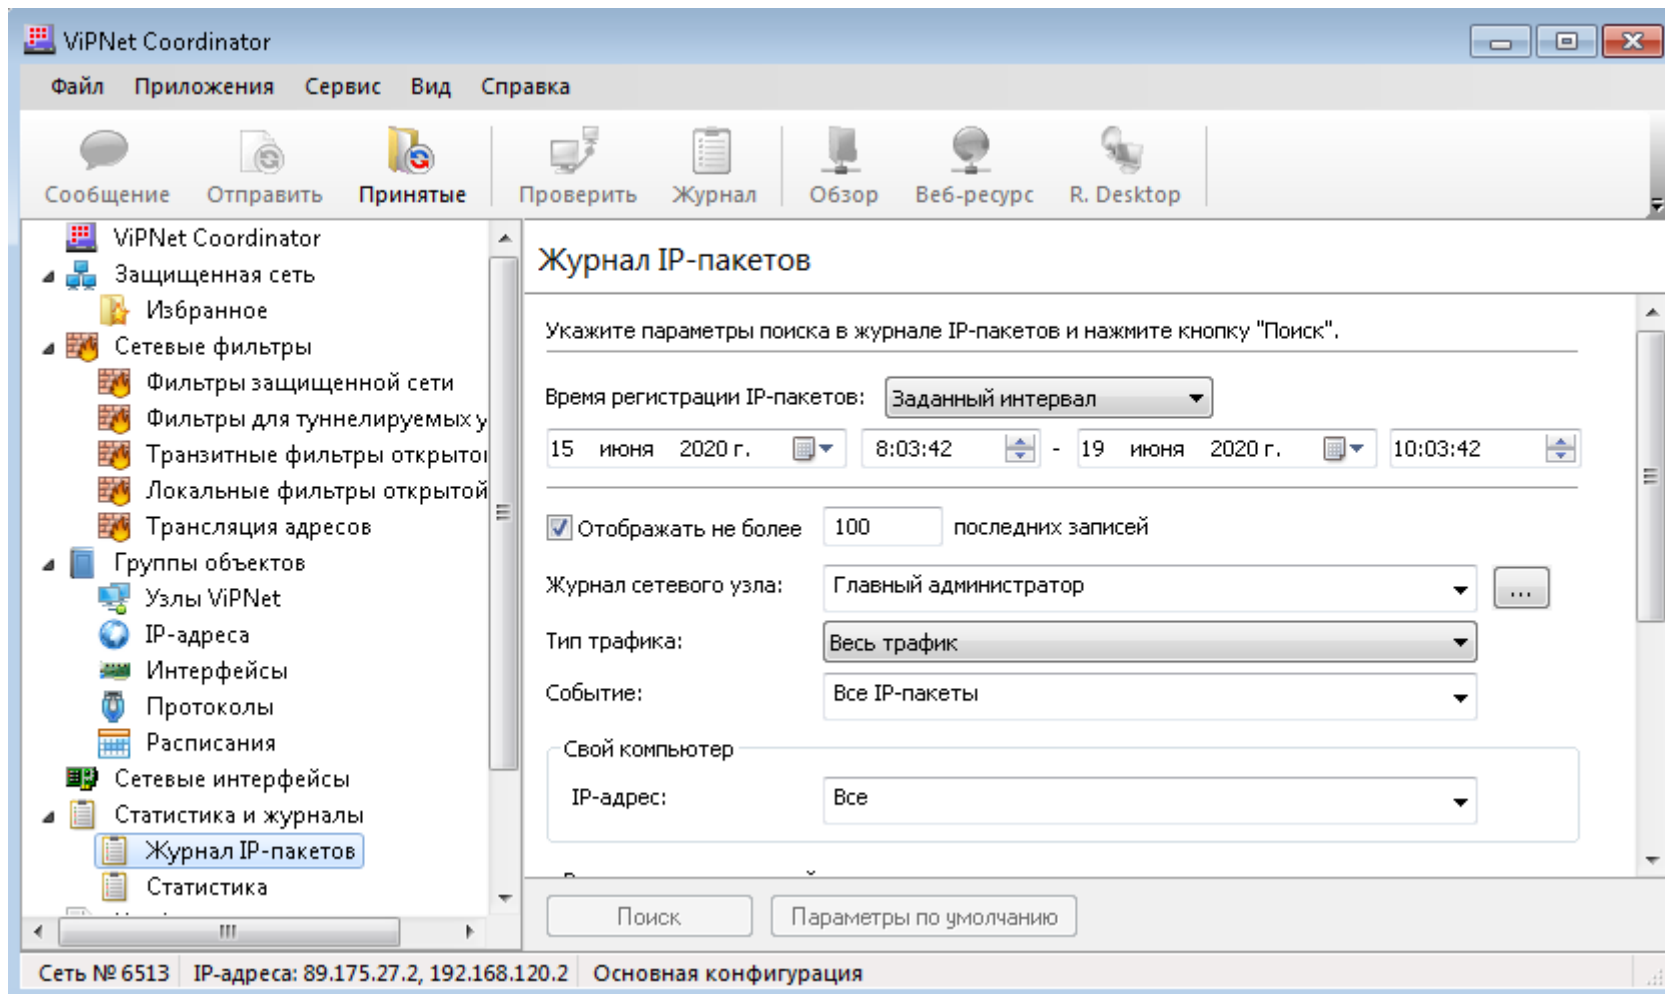 ViPNet Coordinator
Файл Приложения Сервис Вид Справка
Сообщение Отправить Принятые Проверить Журнал Обзор Веб-ресурс R. Desktop
ViPNet Coordinator
Защищенная сеть
Избранное
Сетевые фильтры
Фильтры защищенной сети
Фильтры для туннелируемых у
Транзитные фильтры открыто
Локальные фильтры открытой
Трансляция адресов
Группы объектов
Узлы ViPNet
IP-адреса
Интерфейсы
Протоколы
Расписания
Сетевые интерфейсы
Статистика и журналы
Журнал IP-пакетов
Статистика
Журнал IP-пакетов
Укажите параметры поиска в журнале IP-пакетов и нажмите кнопку "Поиск".
Время регистрации IP-пакетов: Заданный интервал
15 июня 2020 г. 8:03:42 - 19 июня 2020 г. 10:03:42
Отображать не более 100 последних записей
Журнал сетевого узла: Главный администратор ...
Тип трафика: Весь трафик
Событие: Все IP-пакеты
Свой компьютер
IP-адрес: Все
Поиск Параметры по умолчанию
Сеть № 6513 IP-адреса: 89.175.27.2, 192.168.120.2 Основная конфигурация